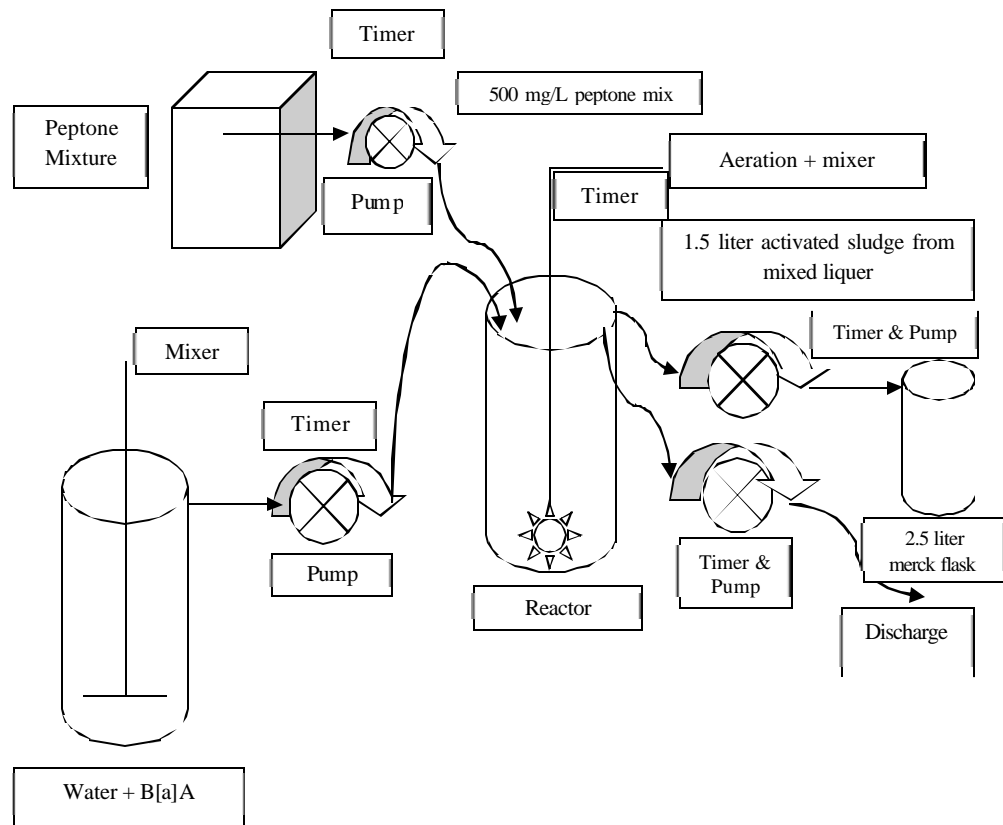 Timer
500 mg/L peptone mix
Peptone
Mixture
Aeration + mixer
Timer
Pump
1.5 liter activated sludge from
mixed liquer
Timer & Pump
Mixer
Timer
2.5 liter
merck flask
Timer &
Pump
Pump
Reactor
Discharge
Water + B[a]A